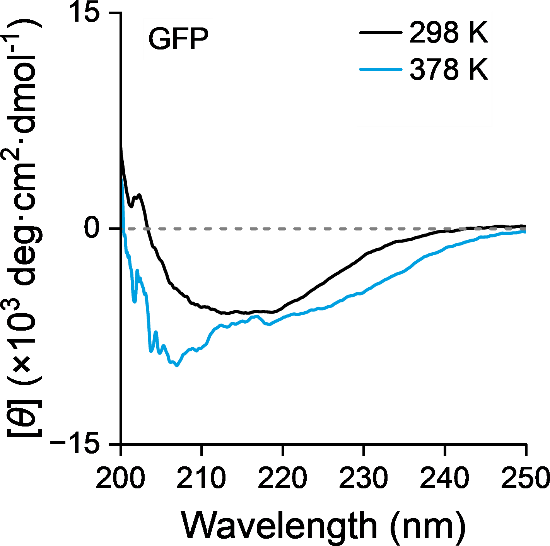 15
GFP
298 K
378 K
0
−15
[θ] (×10³ deg·cm²·dmol⁻¹)
200 210 220 230 240 250
Wavelength (nm)